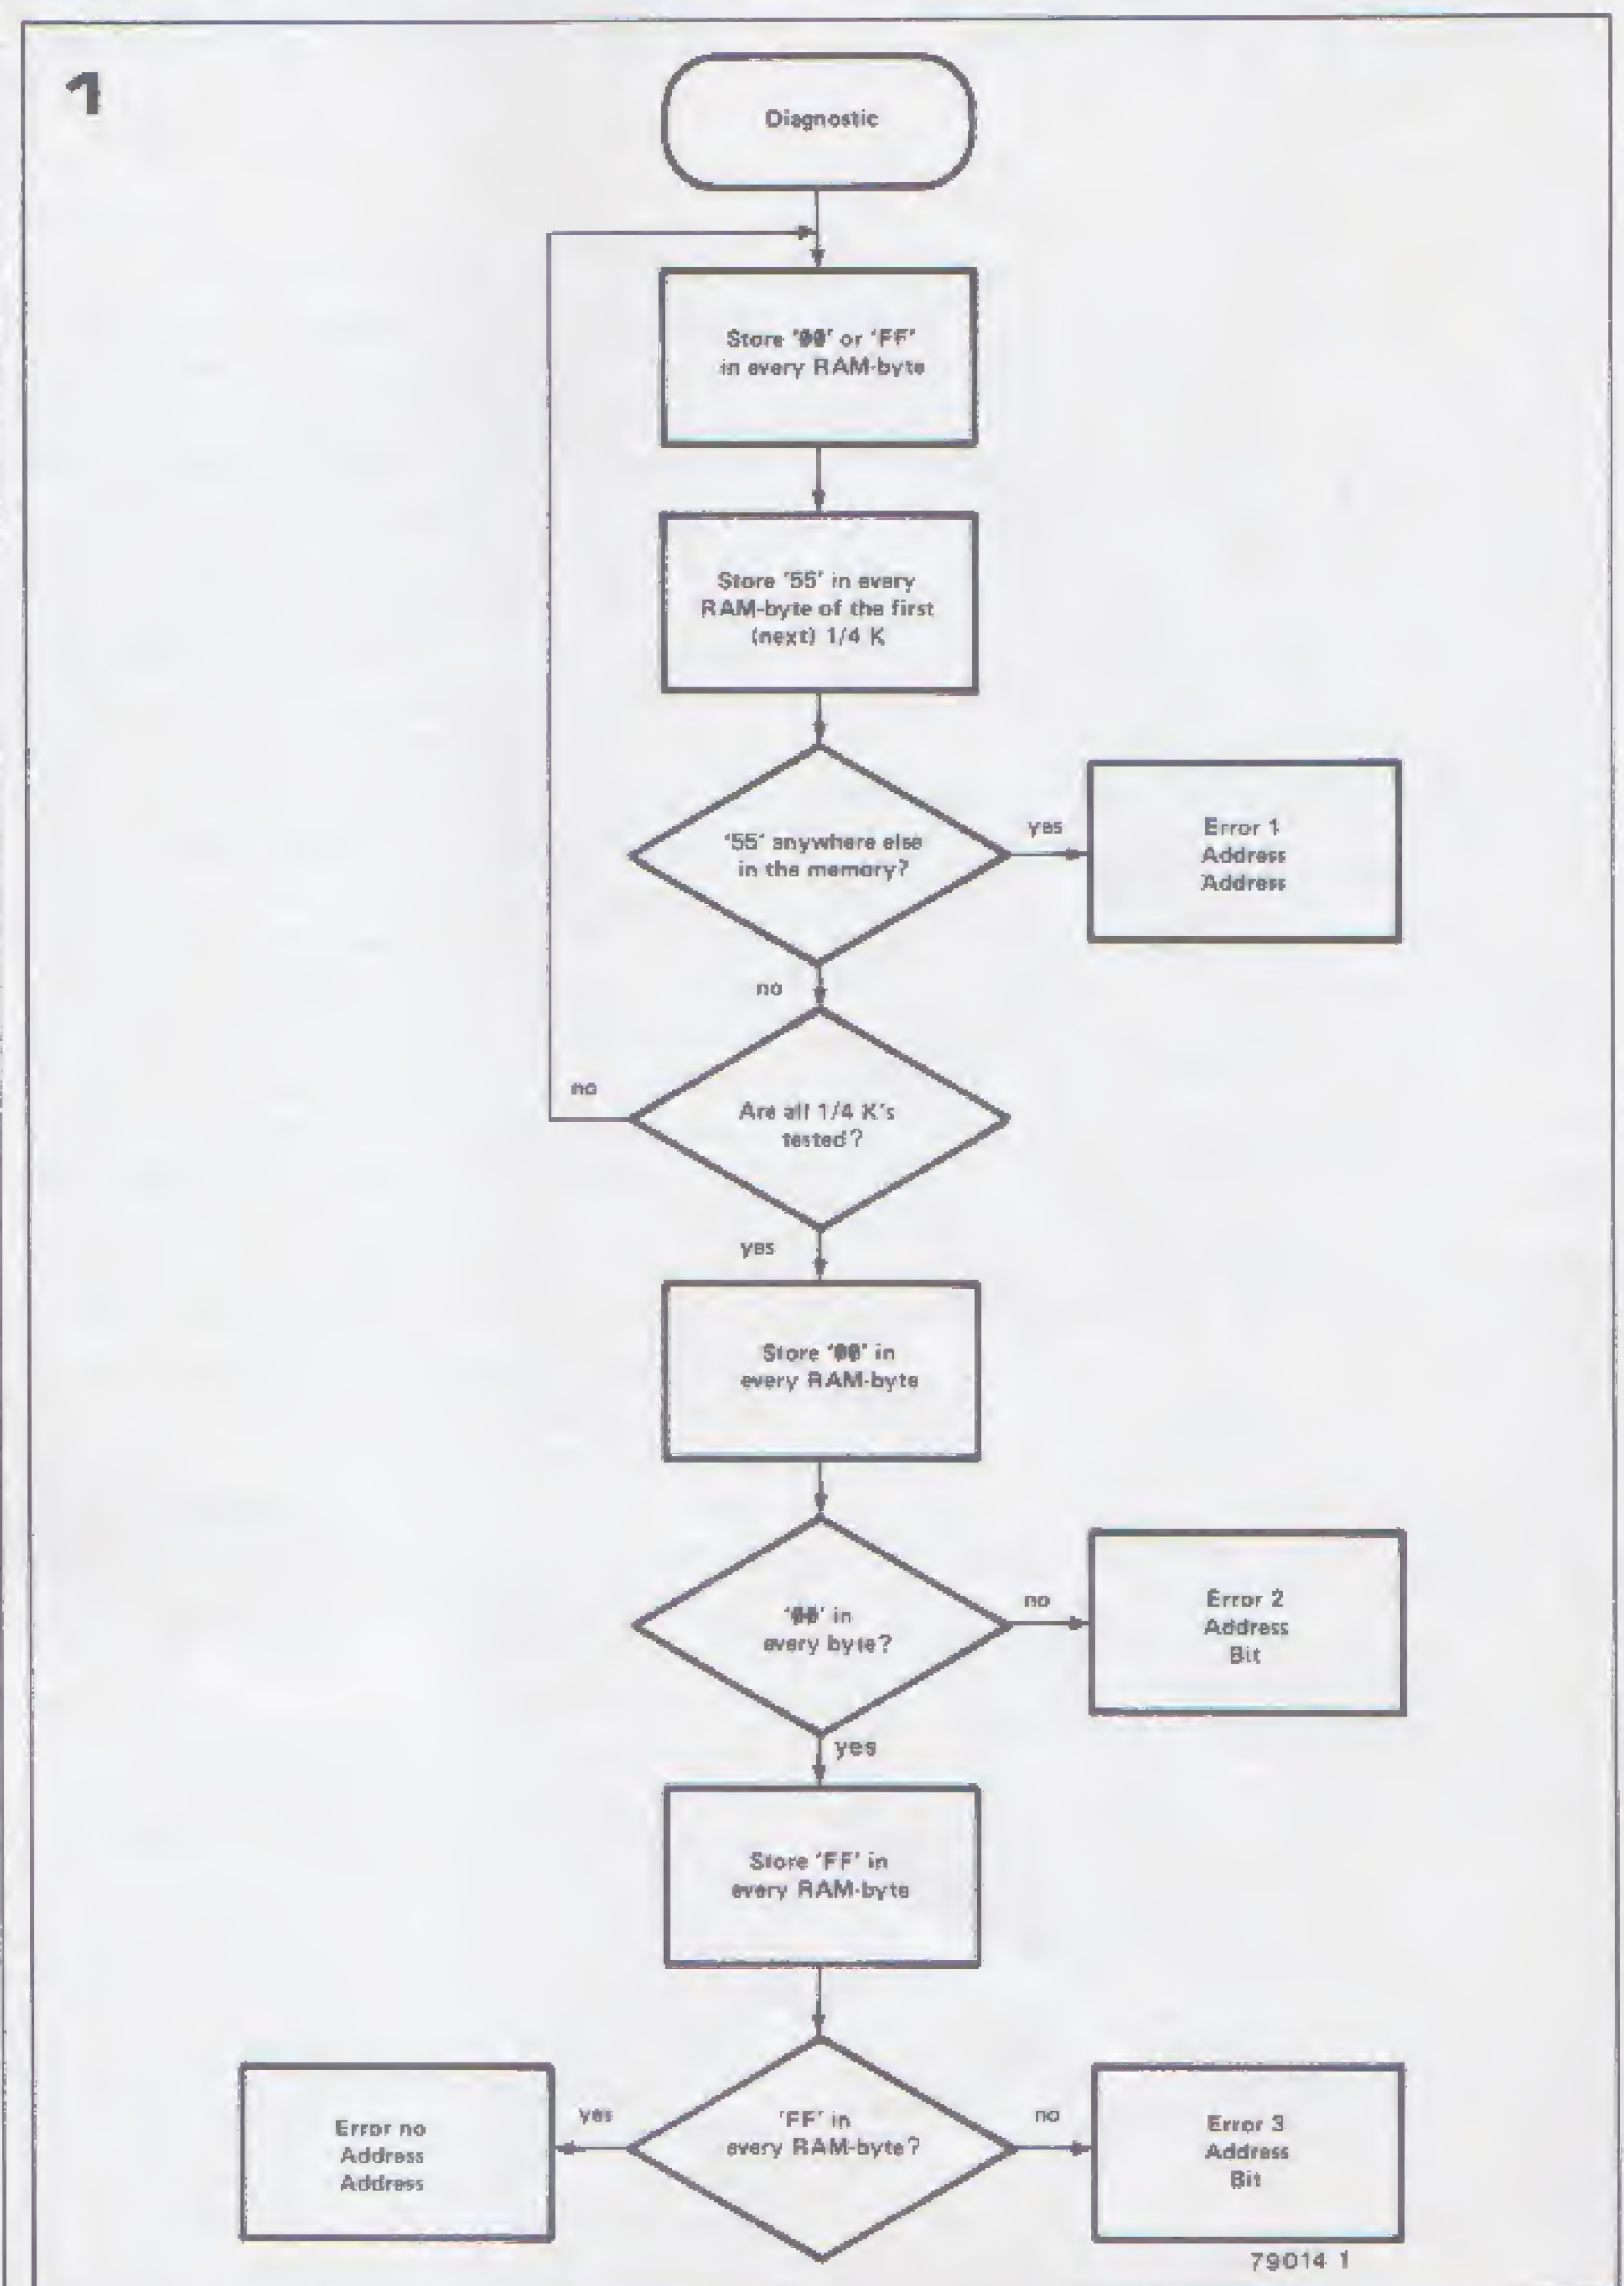 1
Diagnostic
Store '00' or 'FF'
in every RAM-byte
Store '55' in every
RAM-byte of the first
(next) 1/4 K
'55' anywhere else
in the memory?
yes
Error 1
Address
Address
no
Are all 1/4 K's
tested?
no
yes
Store '00' in
every RAM-byte
'00' in
every byte?
no
Error 2
Address
Bit
yes
Store 'FF' in
every RAM-byte
'FF' in
every RAM-byte?
yes
Error no
Address
Address
no
Error 3
Address
Bit
79014 1